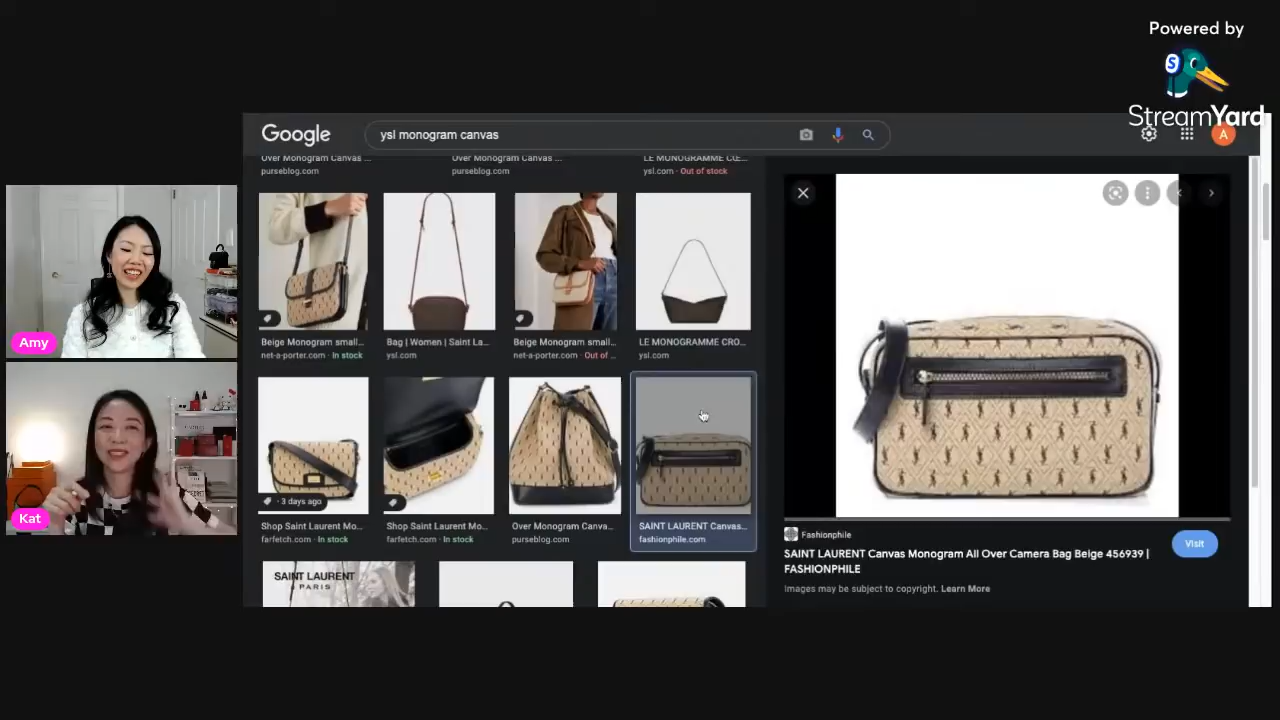 Powered by
S
StreamYard
Google
ysl monogram canvas
A
Over Monogram Canvas ...
purseblog.com
Over Monogram Canvas ...
purseblog.com
LE MONOGRAMME CŒ...
ysl.com · Out of stock
Amy
Kat
Beige Monogram small...
net-a-porter.com · In stock
Bag | Women | Saint La...
ysl.com
Beige Monogram small...
net-a-porter.com · Out of ...
LE MONOGRAMME CRO...
ysl.com
· 3 days ago
Shop Saint Laurent Mo...
farfetch.com · In stock
Shop Saint Laurent Mo...
farfetch.com · In stock
Over Monogram Canva...
purseblog.com
SAINT LAURENT Canvas...
fashionphile.com
SAINT LAURENT
PARIS
Fashionphile
Visit
SAINT LAURENT Canvas Monogram All Over Camera Bag Beige 456939 |
FASHIONPHILE
Images may be subject to copyright. Learn More